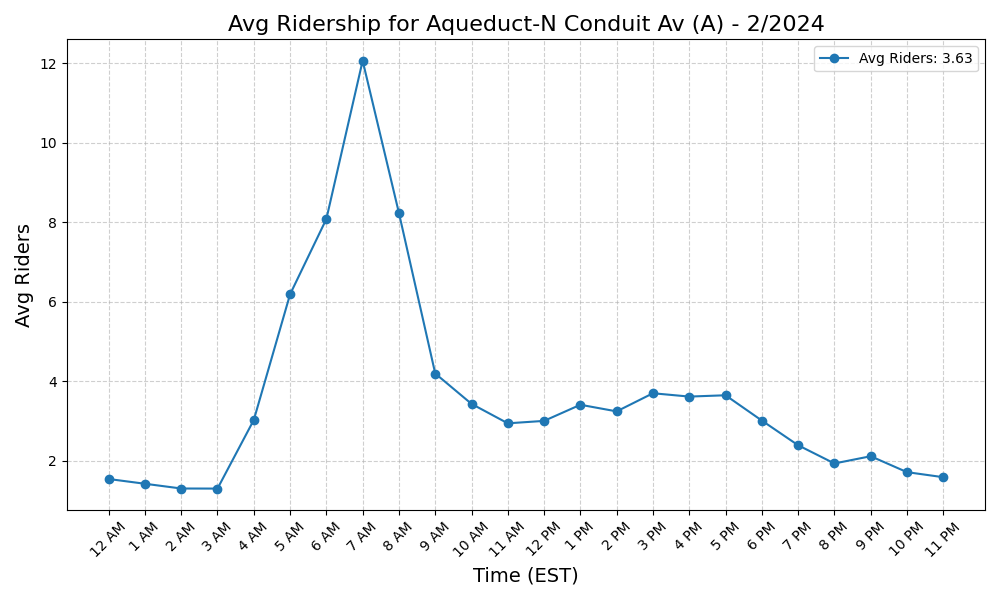 Avg Ridership for Aqueduct-N Conduit Av (A) - 2/2024
Avg Riders: 3.63
Avg Riders
12
10
8
6
4
2
12 AM
1 AM
2 AM
3 AM
4 AM
5 AM
6 AM
7 AM
8 AM
9 AM
10 AM
11 AM
12 PM
1 PM
2 PM
3 PM
4 PM
5 PM
6 PM
7 PM
8 PM
9 PM
10 PM
11 PM
Time (EST)